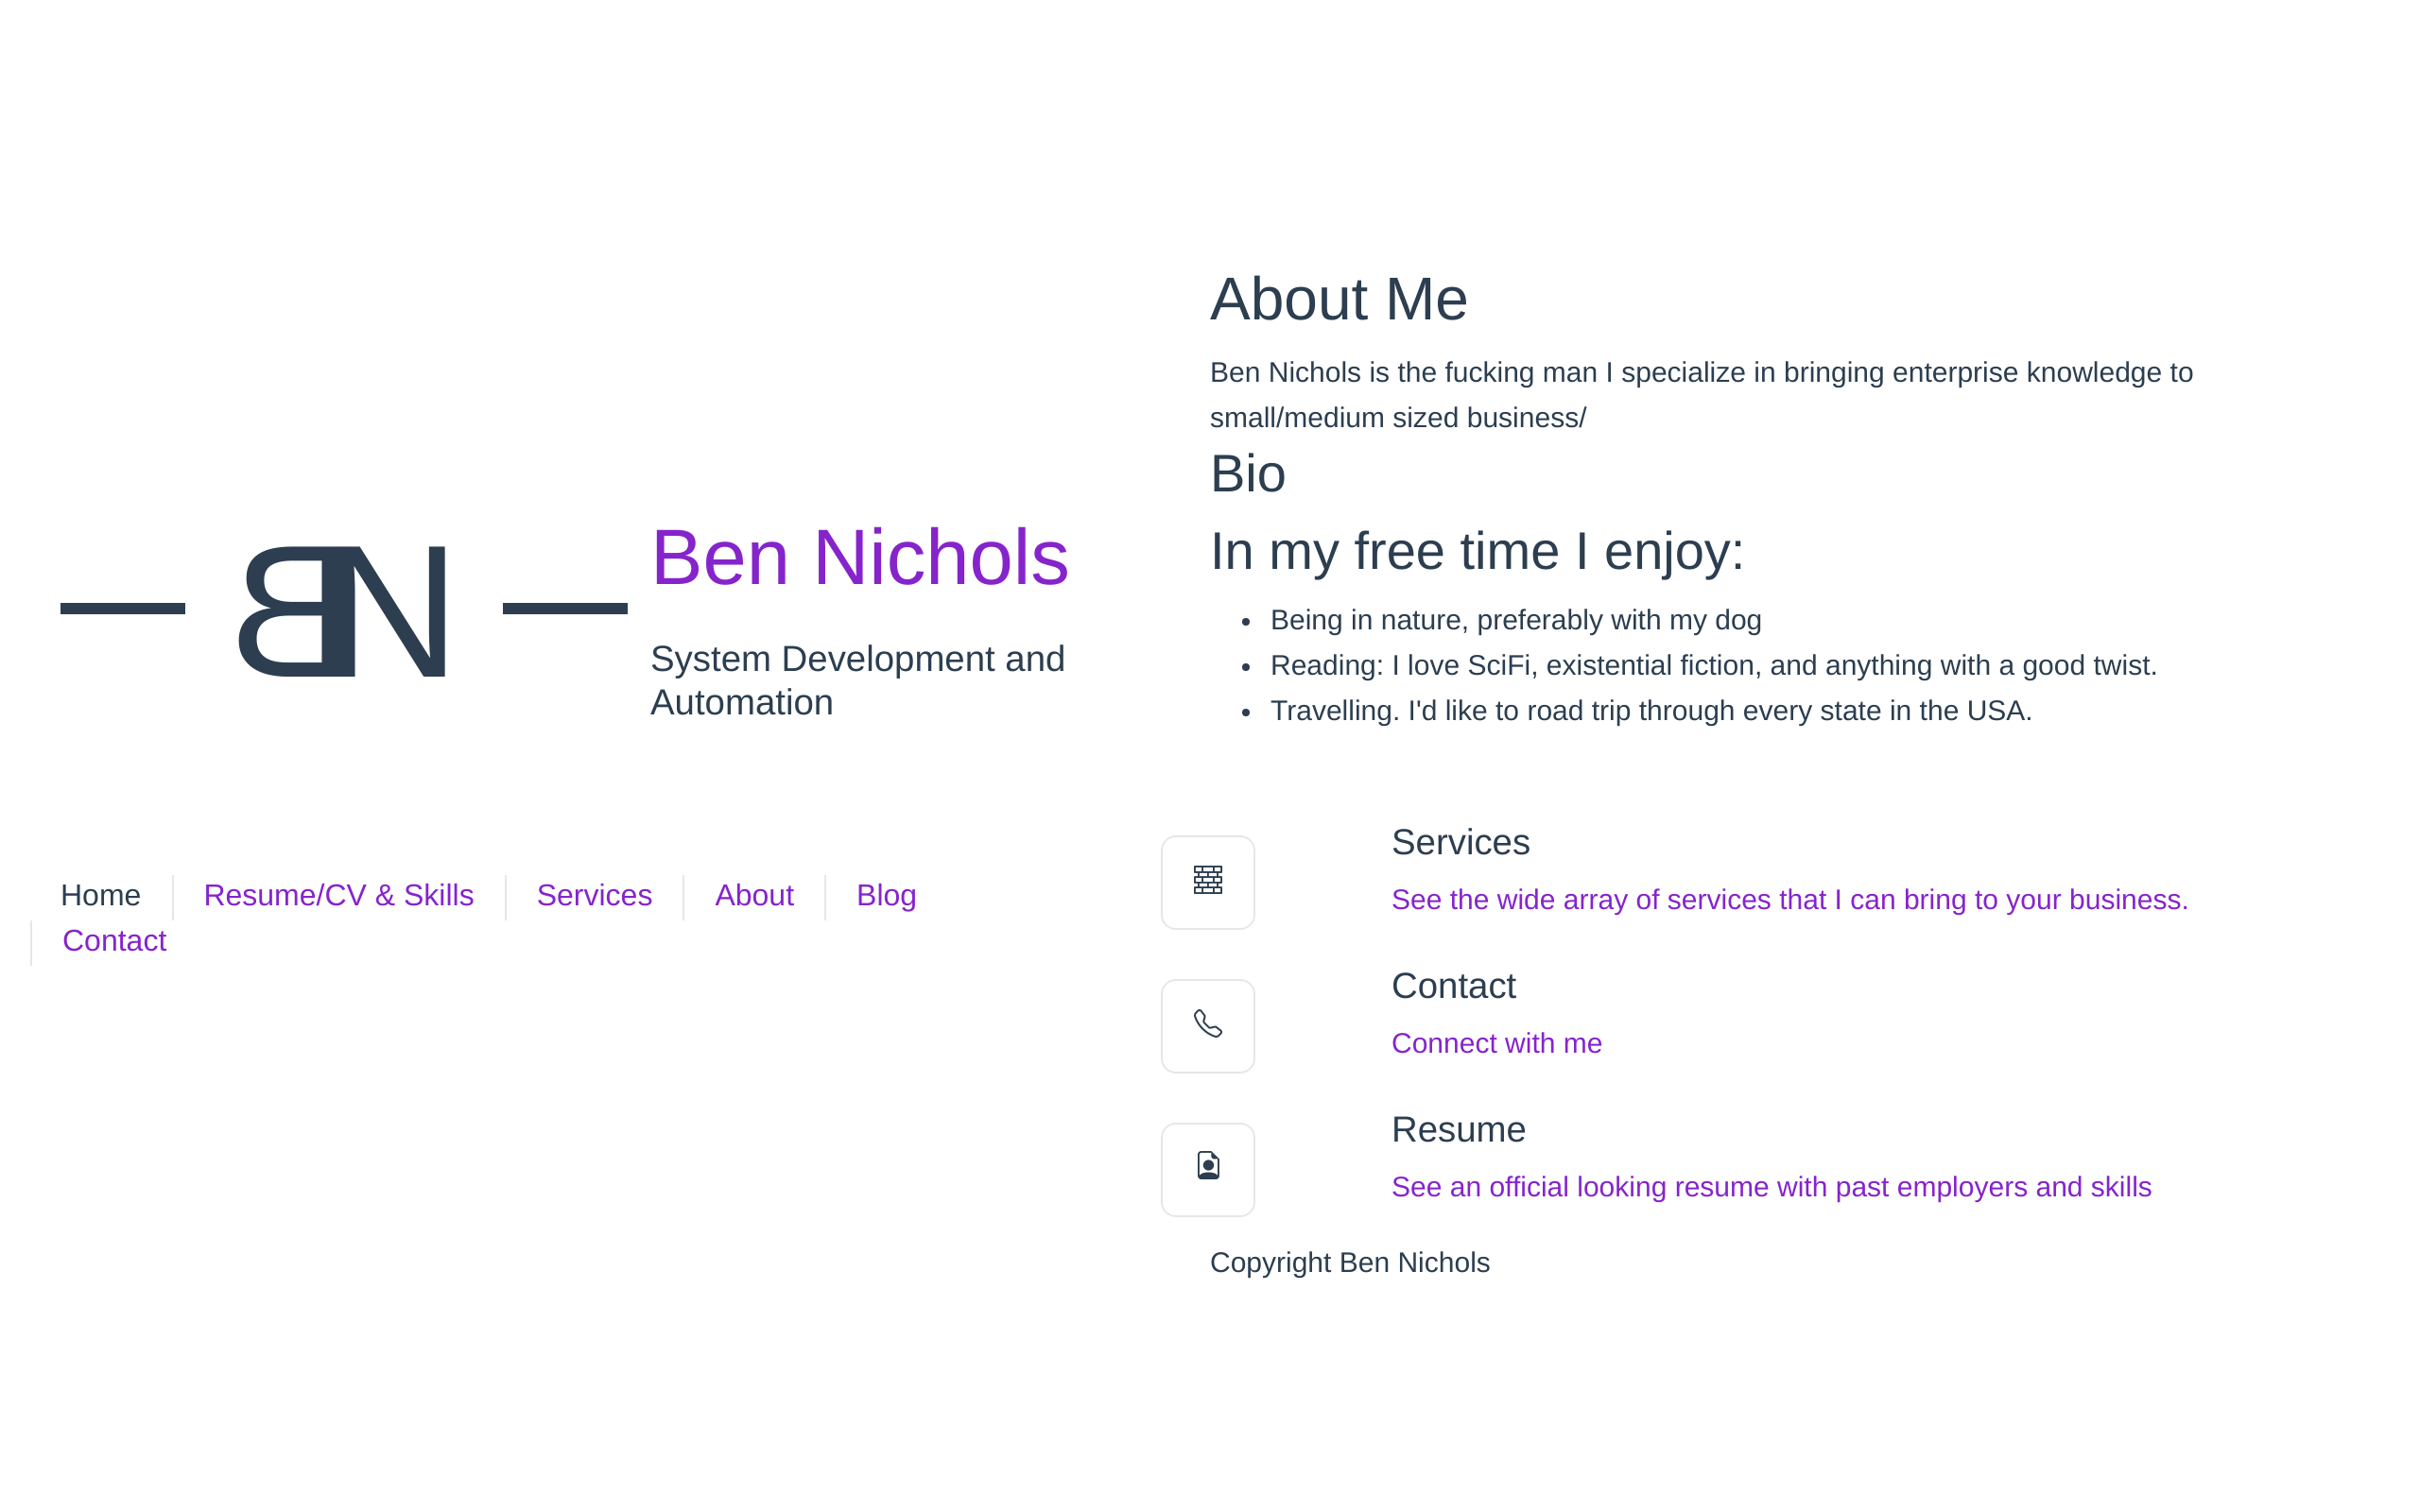 BN
Ben Nichols
System Development and
Automation
Home
Resume/CV & Skills
Services
About
Blog
Contact
About Me
Ben Nichols is the fucking man I specialize in bringing enterprise knowledge to
small/medium sized business/
Bio
In my free time I enjoy:
Being in nature, preferably with my dog
Reading: I love SciFi, existential fiction, and anything with a good twist.
Travelling. I'd like to road trip through every state in the USA.
Services
See the wide array of services that I can bring to your business.
Contact
Connect with me
Resume
See an official looking resume with past employers and skills
Copyright Ben Nichols